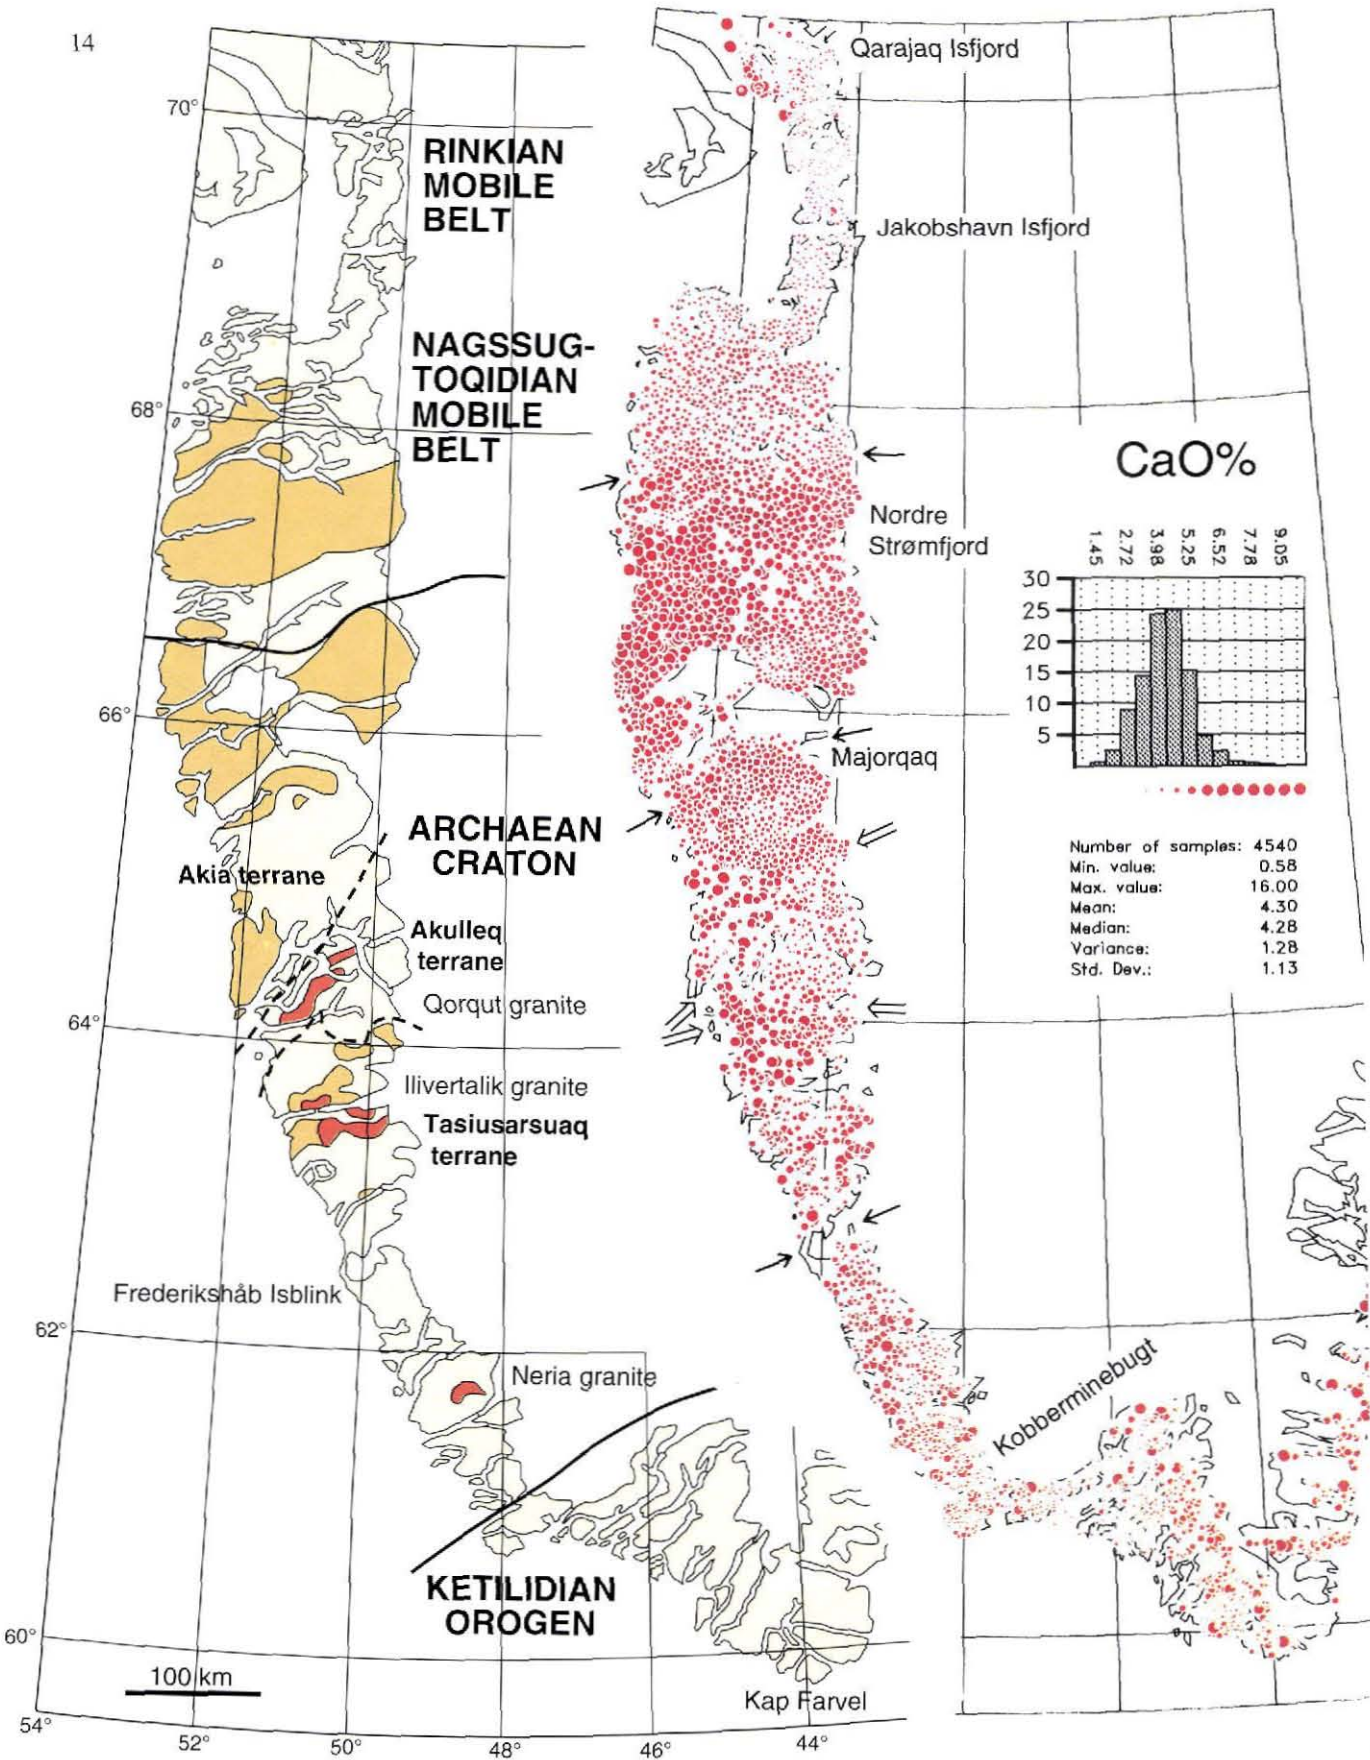 14
70°
RINKIAN
MOBILE
BELT
NAGSSUG-
TOQIDIAN
MOBILE
BELT
68°
66°
ARCHAEAN
CRATON
Akia terrane
Akulleq
terrane
Qorqut granite
64°
Ilivertalik granite
Tasiusarsuaq
terrane
Frederikshåb Isblink
62°
Neria granite
KETILIDIAN
OROGEN
60°
100 km
Kap Farvel
54°
52°
50°
48°
46°
44°
Qarajaq Isfjord
Jakobshavn Isfjord
Nordre
Strømfjord
Majorqaq
Kobberminebugt
CaO%
1.45
2.72
3.98
5.25
6.52
7.78
9.05
30
25
20
15
10
5
Number of samples: 4540
Min. value: 0.58
Max. value: 16.00
Mean: 4.30
Median: 4.28
Variance: 1.28
Std. Dev.: 1.13